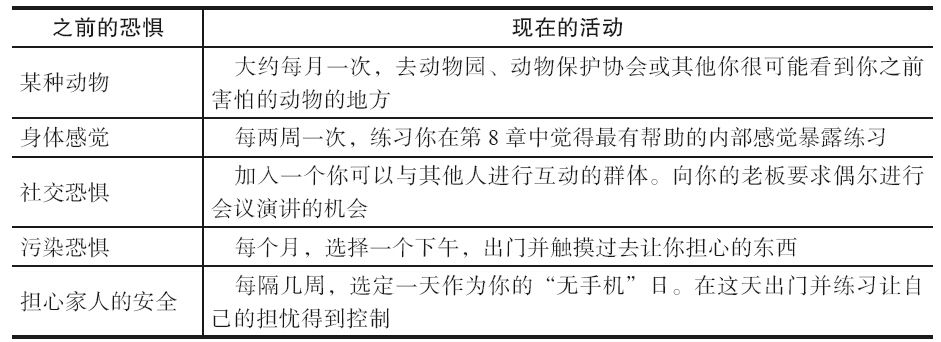 之前的恐惧 现在的活动
某种动物
大约每月一次，去动物园、动物保护协会或其他你很可能看到你之前
害怕的动物的地方
身体感觉 每两周一次，练习你在第 8 章中觉得最有帮助的内部感觉暴露练习
社交恐惧
加入一个你可以与其他人进行互动的群体。向你的老板要求偶尔进行
会议演讲的机会
污染恐惧 每个月，选择一个下午，出门并触摸过去让你担心的东西
担心家人的安全
每隔几周，选定一天作为你的“无手机”日。在这天出门并练习让自
己的担忧得到控制